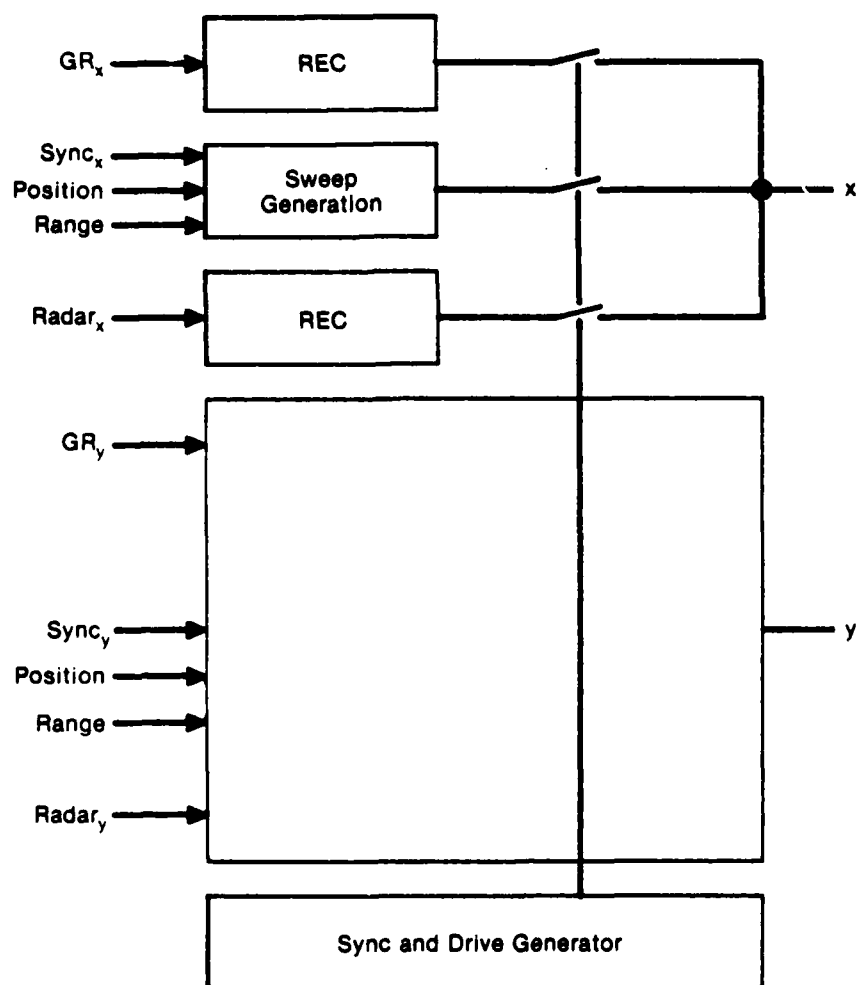 GRx
REC
Syncx
Position
Range
Sweep
Generation
x
Radarx
REC
GRy
Syncy
Position
Range
Radary
y
Sync and Drive Generator